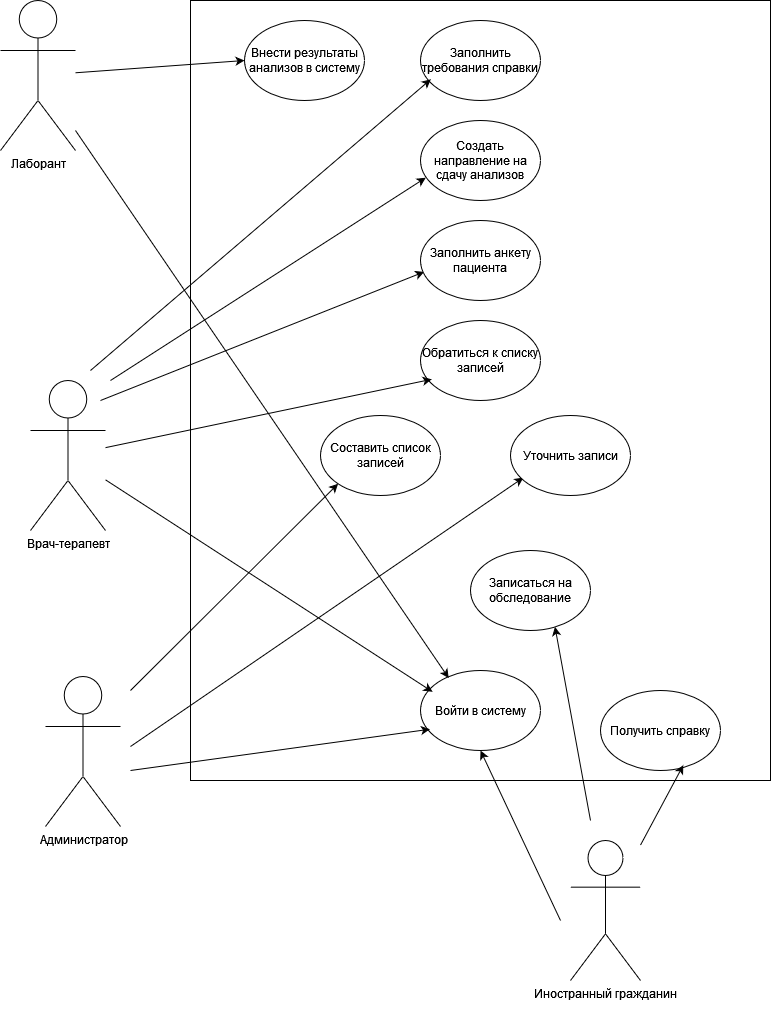 Внести результаты
анализов в систему
Заполнить
требования справки
Лаборант
Создать
направление на
сдачу анализов
Заполнить анкету
пациента
Обратиться к списку
записей
Составить список
записей
Уточнить записи
Врач-терапевт
Записаться на
обследование
Войти в систему
Получить справку
Администратор
Иностранный гражданин